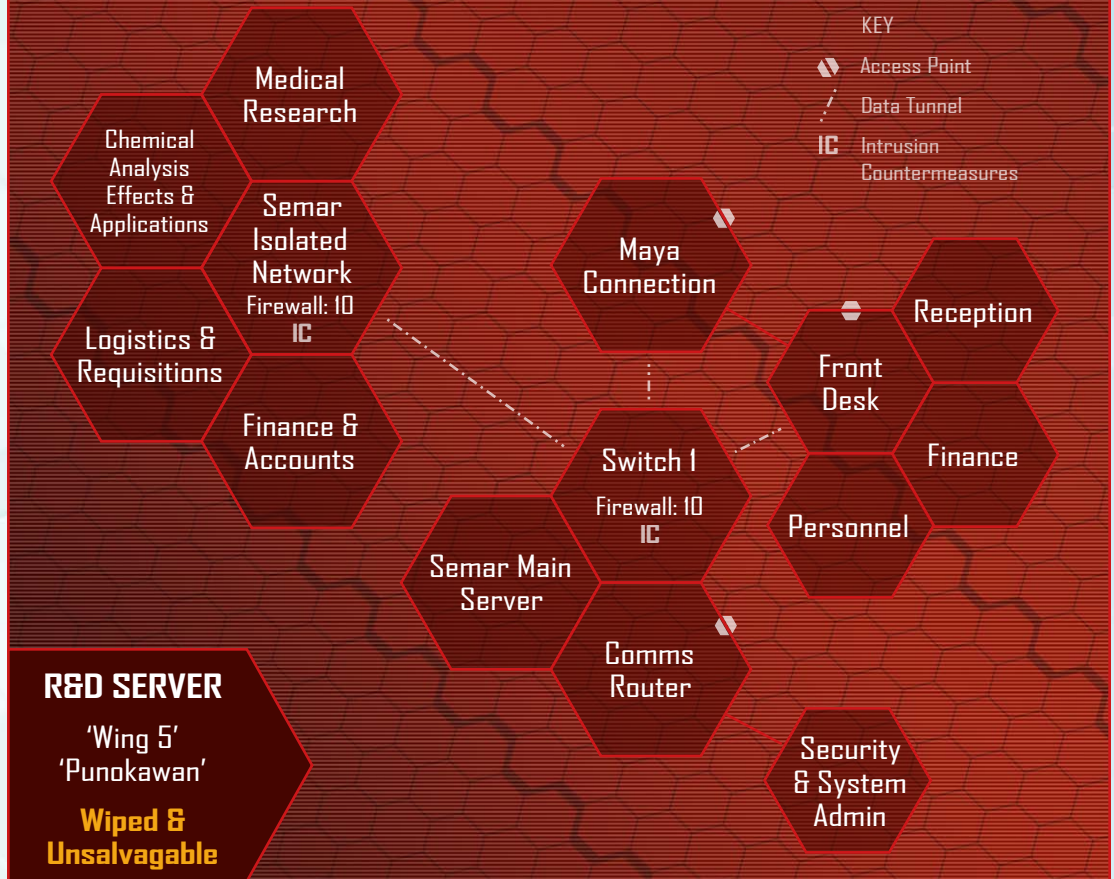 KEY
Access Point
Data Tunnel
IC Intrusion
Countermeasures
Medical
Research
Chemical
Analysis
Effects &
Applications
Semar
Isolated
Network
Firewall: 10
IC
Logistics &
Requisitions
Finance &
Accounts
Maya
Connection
Reception
Front
Desk
Finance
Personnel
Switch 1
Firewall: 10
IC
Semar Main
Server
Comms
Router
Security
& System
Admin
R&D SERVER
'Wing 5'
'Punokawan'
Wiped &
Unsalvagable